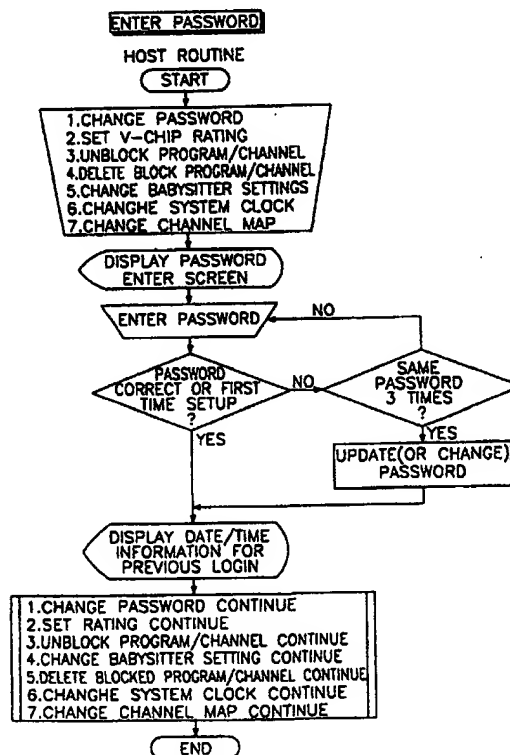 ENTER PASSWORD
HOST ROUTINE
START
1.CHANGE PASSWORD
2.SET V-CHIP RATING
3.UNBLOCK PROGRAM/CHANNEL
4.DELETE BLOCK PROGRAM/CHANNEL
5.CHANGE BABYSITTER SETTINGS
6.CHANGHE SYSTEM CLOCK
7.CHANGE CHANNEL MAP
DISPLAY PASSWORD
ENTER SCREEN
ENTER PASSWORD
NO
PASSWORD
CORRECT OR FIRST
TIME SETUP
?
NO
SAME
PASSWORD
3 TIMES
?
YES
YES
UPDATE(OR CHANGE)
PASSWORD
DISPLAY DATE/TIME
INFORMATION FOR
PREVIOUS LOGIN
1.CHANGE PASSWORD CONTINUE
2.SET RATING CONTINUE
3.UNBLOCK PROGRAM/CHANNEL CONTINUE
4.CHANGE BABYSITTER SETTING CONTINUE
5.DELETE BLOCKED PROGRAM/CHANNEL CONTINUE
6.CHANGHE SYSTEM CLOCK CONTINUE
7.CHANGE CHANNEL MAP CONTINUE
END